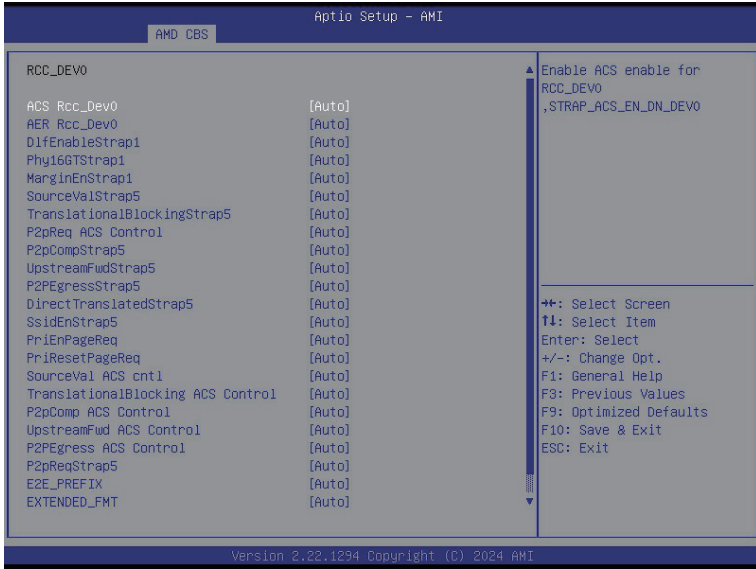 Aptio Setup - AMI
AMD CBS
RCC_DEV0
ACS Rcc_Dev0 [Auto]
AER Rcc_Dev0 [Auto]
DlfEnableStrap1 [Auto]
Phy16GTStrap1 [Auto]
MarginEnStrap1 [Auto]
SourceValStrap5 [Auto]
TranslationalBlockingStrap5 [Auto]
P2pReq ACS Control [Auto]
P2pCompStrap5 [Auto]
UpstreamFwdStrap5 [Auto]
P2PEgressStrap5 [Auto]
DirectTranslatedStrap5 [Auto]
SsidEnStrap5 [Auto]
PriEnPageReq [Auto]
PriResetPageReq [Auto]
SourceVal ACS cntl [Auto]
TranslationalBlocking ACS Control [Auto]
P2pComp ACS Control [Auto]
UpstreamFwd ACS Control [Auto]
P2PEgress ACS Control [Auto]
P2pReqStrap5 [Auto]
E2E_PREFIX [Auto]
EXTENDED_FMT [Auto]
Enable ACS enable for
RCC_DEV0
,STRAP_ACS_EN_DN_DEV0
→←: Select Screen
↑↓: Select Item
Enter: Select
+/-: Change Opt.
F1: General Help
F3: Previous Values
F9: Optimized Defaults
F10: Save & Exit
ESC: Exit
Version 2.22.1294 Copyright (C) 2024 AMI